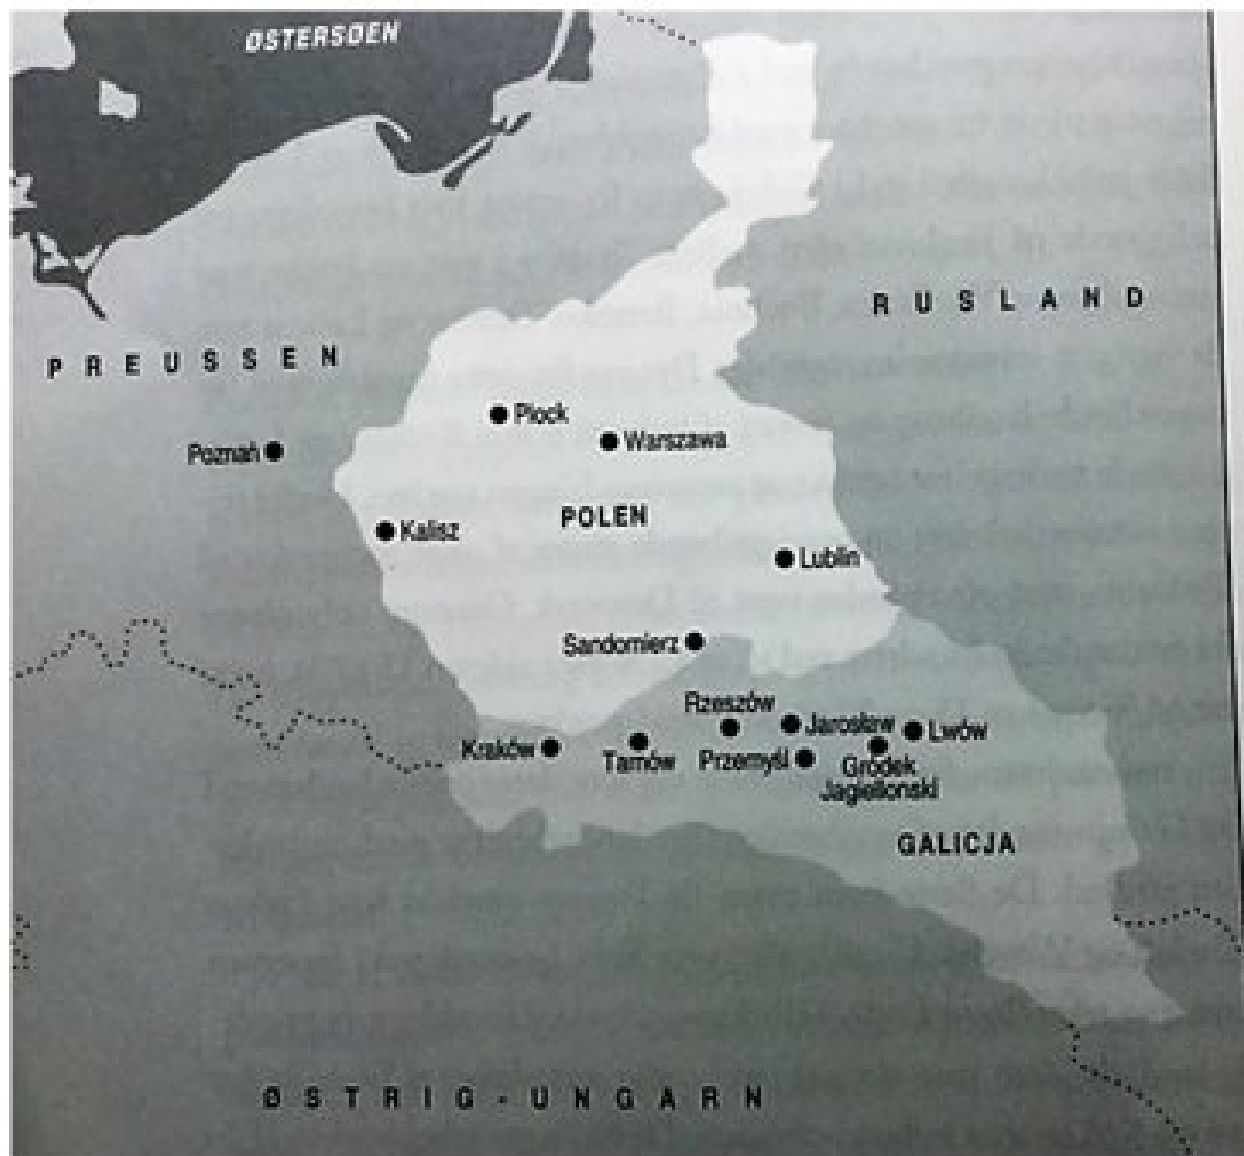 ØSTERSØEN
RUSLAND
PREUSSEN
Płock
Warszawa
Poznań
POLEN
Kalisz
Lublin
Sandomierz
Rzeszów
Jarosław
Lwów
Kraków
Tarnów
Przemyśl
Gródek
Jagiellonski
GALICJA
ØSTRIG-UNGARN